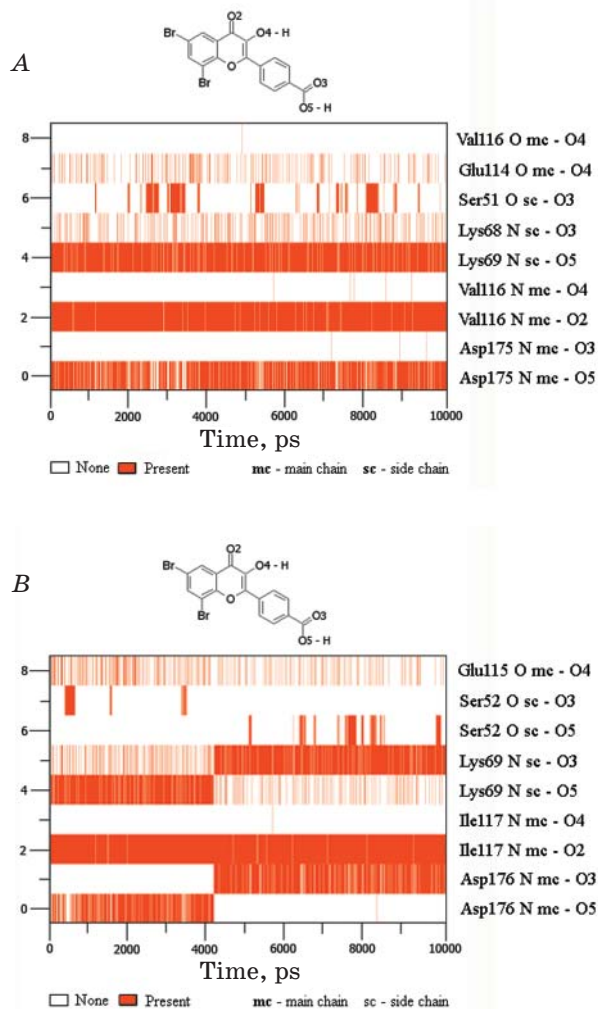 A
O2
Br
O4 - H
O
Br
O3
O5 - H
8
6
4
2
0
Val116 O mc - O4
Glu114 O mc - O4
Ser51 O sc - O3
Lys68 N sc - O3
Lys69 N sc - O5
Val116 N mc - O4
Val116 N mc - O2
Asp175 N mc - O3
Asp175 N mc - O5
0 2000 4000 6000 8000 10000
Time, ps
None Present mc - main chain sc - side chain
B
O2
Br
O4 - H
O
Br
O3
O5 - H
8
6
4
2
0
Glu115 O mc - O4
Ser52 O sc - O3
Ser52 O sc - O5
Lys69 N sc - O3
Lys69 N sc - O5
Ile117 N mc - O4
Ile117 N mc - O2
Asp176 N mc - O3
Asp176 N mc - O5
0 2000 4000 6000 8000 10000
Time, ps
None Present mc - main chain sc - side chain